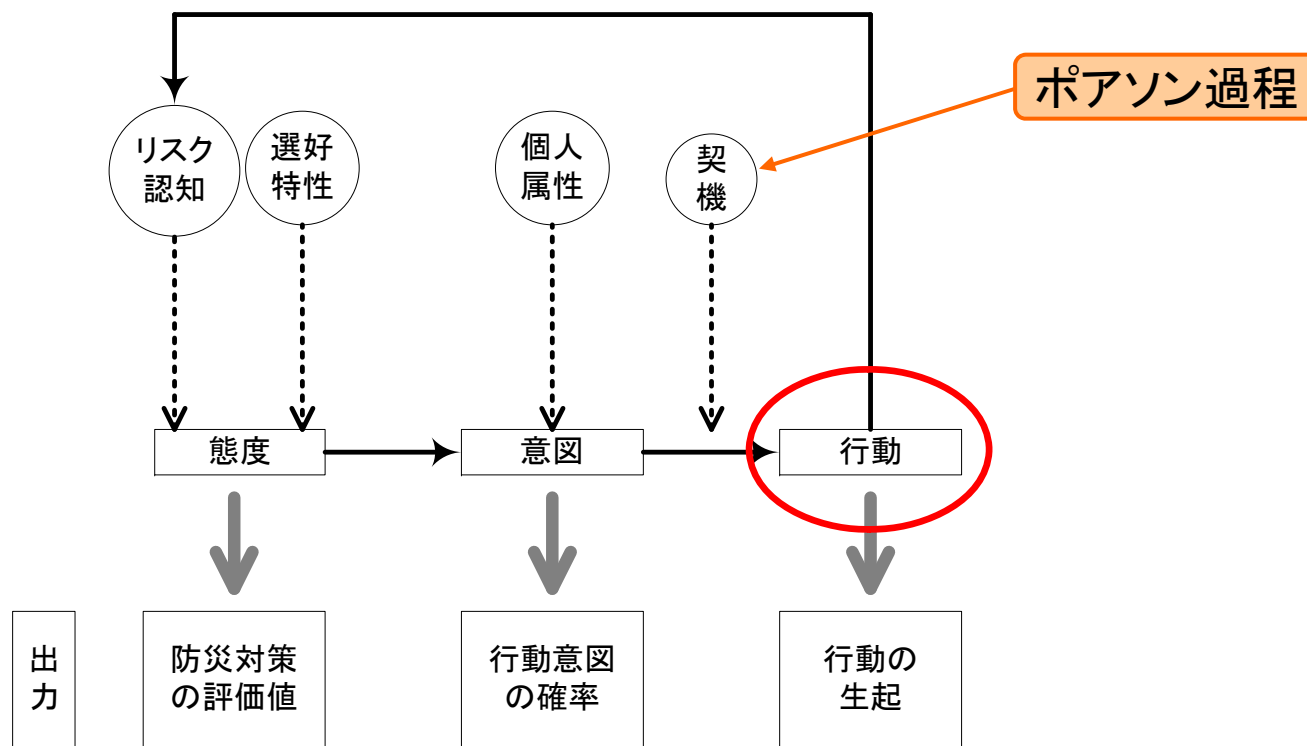 ポアソン過程
リスク
認知
選好
特性
個人
属性
契
機
態度
意図
行動
出
力
防災対策
の評価値
行動意図
の確率
行動の
生起